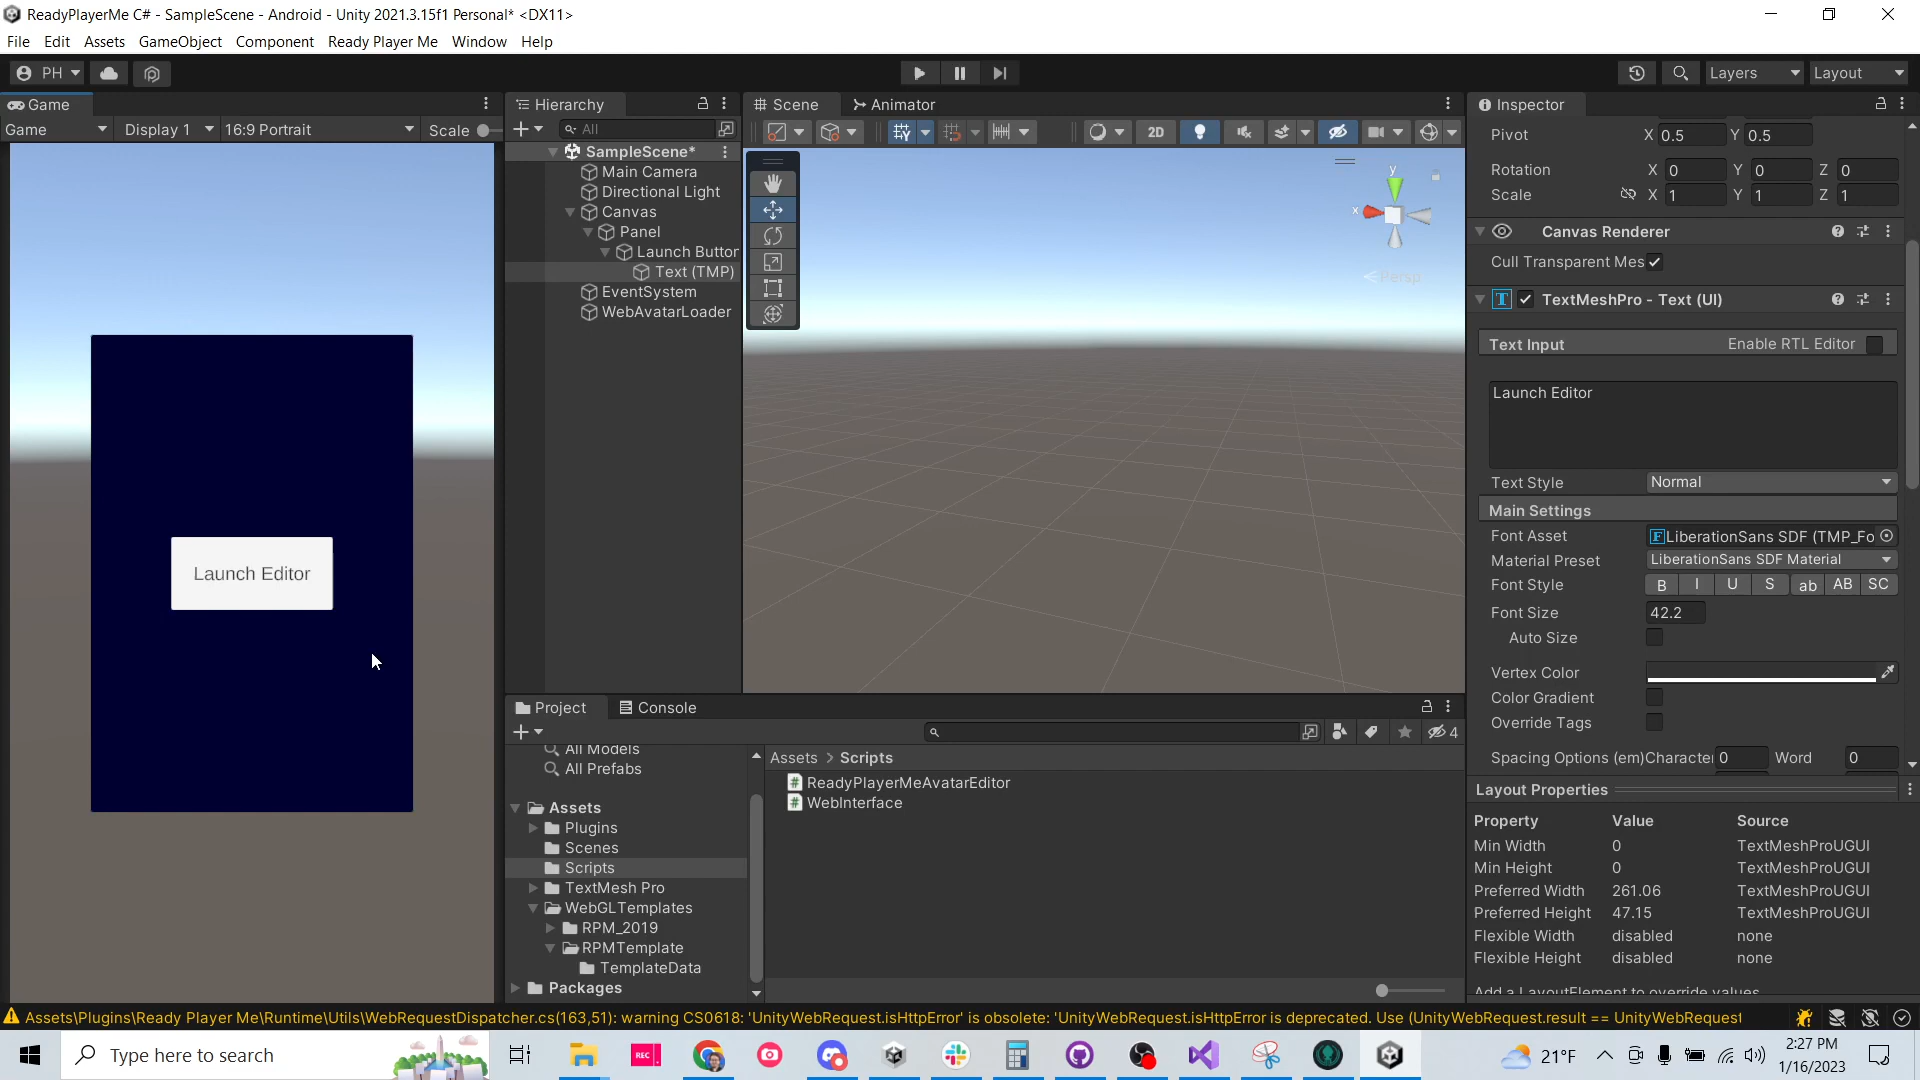 ReadyPlayerMe C# - SampleScene - Android - Unity 2021.3.15f1 Personal* <DX11>
File Edit Assets GameObject Component Ready Player Me Window Help
PH
Layers
Layout
Game
Game
Display 1
16:9 Portrait
Scale
Launch Editor
Hierarchy
All
SampleScene*
Main Camera
Directional Light
Canvas
Panel
Launch Button
Text (TMP)
EventSystem
WebAvatarLoader
Scene
Animator
2D
y
x
Persp
Project
Console
4
All Models
All Prefabs
Assets
Plugins
Scenes
Scripts
TextMesh Pro
WebGLTemplates
RPM_2019
RPMTemplate
TemplateData
Packages
Assets > Scripts
ReadyPlayerMeAvatarEditor
WebInterface
Inspector
Pivot X 0.5 Y 0.5
Rotation X 0 Y 0 Z 0
Scale X 1 Y 1 Z 1
Canvas Renderer
Cull Transparent Mes
TextMeshPro - Text (UI)
Text Input Enable RTL Editor
Launch Editor
Text Style Normal
Main Settings
Font Asset LiberationSans SDF (TMP_Fo
Material Preset LiberationSans SDF Material
Font Style B I U S ab AB SC
Font Size 42.2
Auto Size
Vertex Color
Color Gradient
Override Tags
Spacing Options (em) Character 0 Word 0
Layout Properties
Property Value Source
Min Width 0 TextMeshProUGUI
Min Height 0 TextMeshProUGUI
Preferred Width 261.06 TextMeshProUGUI
Preferred Height 47.15 TextMeshProUGUI
Flexible Width disabled none
Flexible Height disabled none
Add a LayoutElement to override values
Assets\Plugins\Ready Player Me\Runtime\Utils\WebRequestDispatcher.cs(163,51): warning CS0618: 'UnityWebRequest.isHttpError' is obsolete: 'UnityWebRequest.isHttpError is deprecated. Use (UnityWebRequest.result == UnityWebRequest
Type here to search
REC
21°F
2:27 PM
1/16/2023